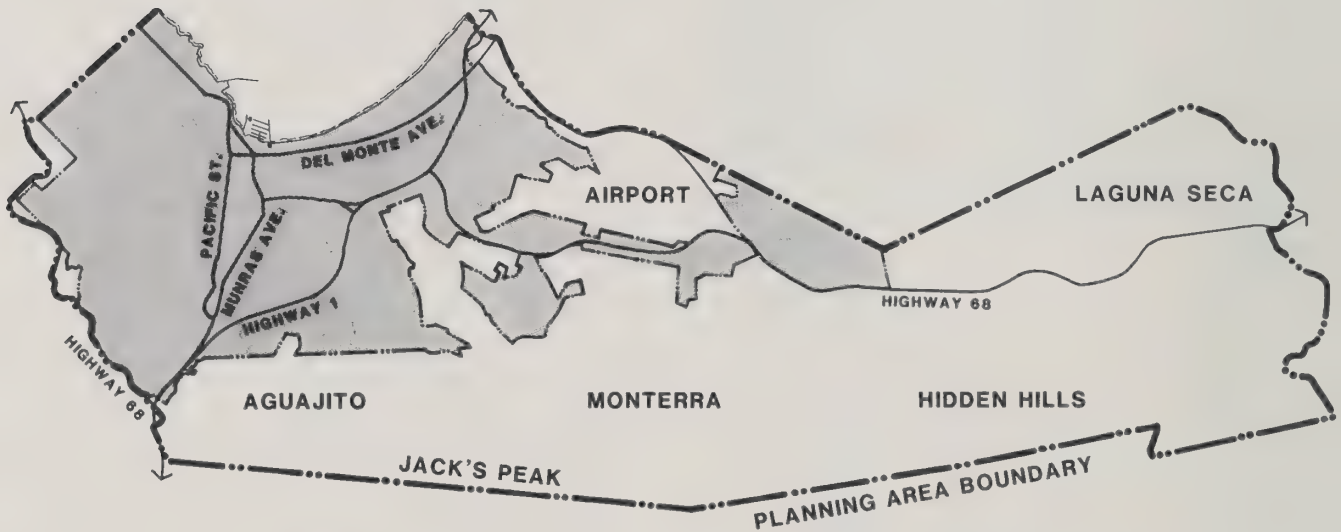 DEL MONTE AVE.
PACIFIC ST.
MUNRAS AVE.
HIGHWAY 1
AIRPORT
LAGUNA SECA
HIGHWAY 68
HIGHWAY 68
AGUAJITO
MONTERRA
HIDDEN HILLS
JACK'S PEAK
PLANNING AREA BOUNDARY